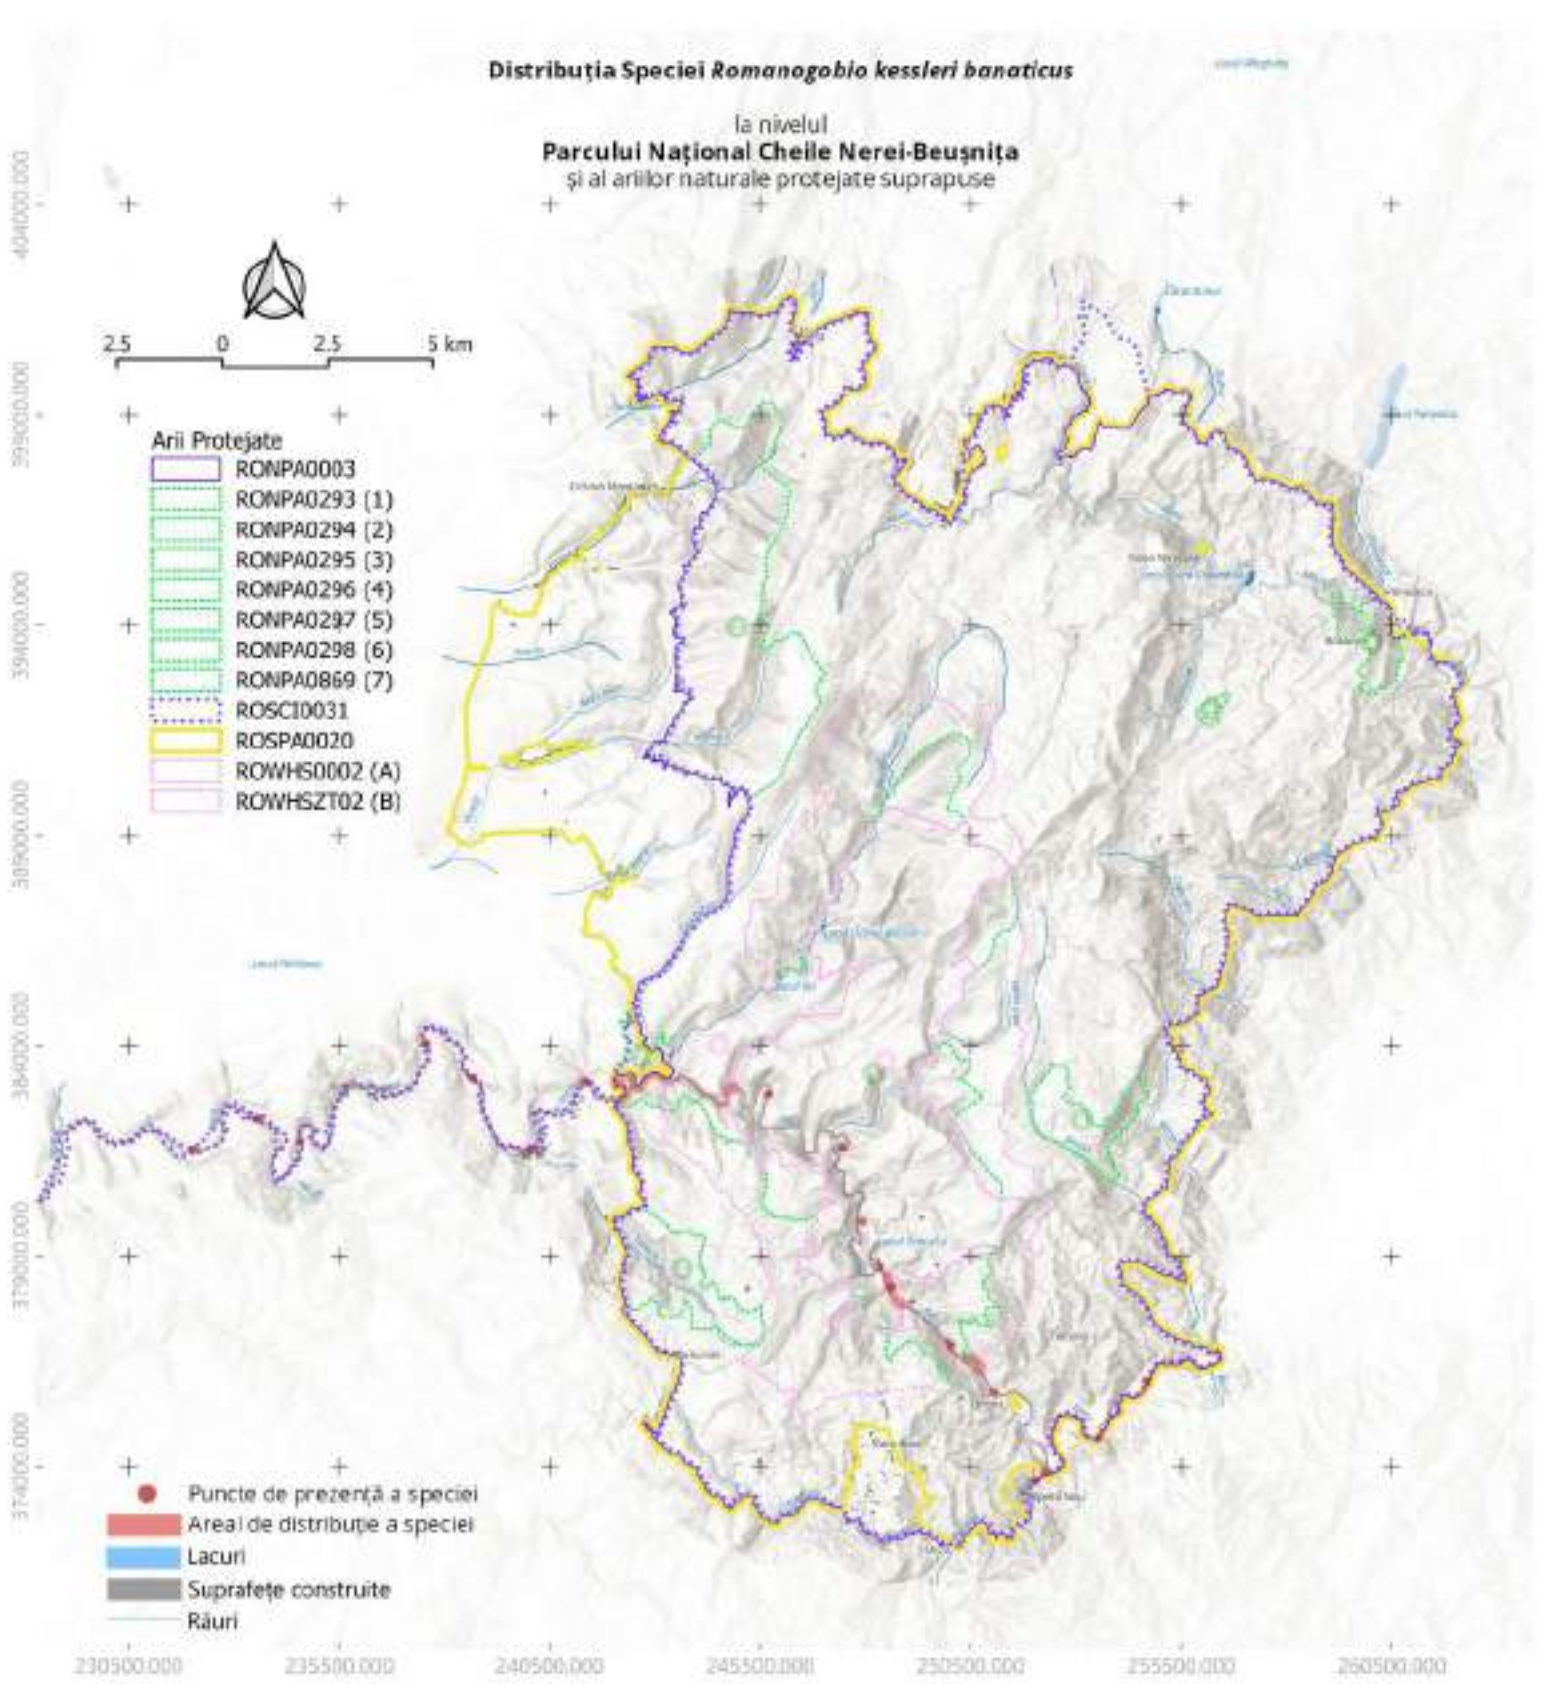 Distribuția Speciei Romanogobio kessleri banaticus
la nivelul
Parcului Național Cheile Nerei-Beușnița
și al ariilor naturale protejate suprapuse
404000.000
399000.000
394000.000
389000.000
384000.000
379000.000
374000.000
2.5 0 2.5 5 km
Arii Protejate
RONPA0003
RONPA0293 (1)
RONPA0294 (2)
RONPA0295 (3)
RONPA0296 (4)
RONPA0297 (5)
RONPA0298 (6)
RONPA0869 (7)
ROSCI0031
ROSPA0020
ROWHS0002 (A)
ROWHSZT02 (B)
Puncte de prezență a speciei
Areal de distribuție a speciei
Lacuri
Suprafețe construite
Râuri
230500.000 235500.000 240500.000 245500.000 250500.000 255500.000 260500.000